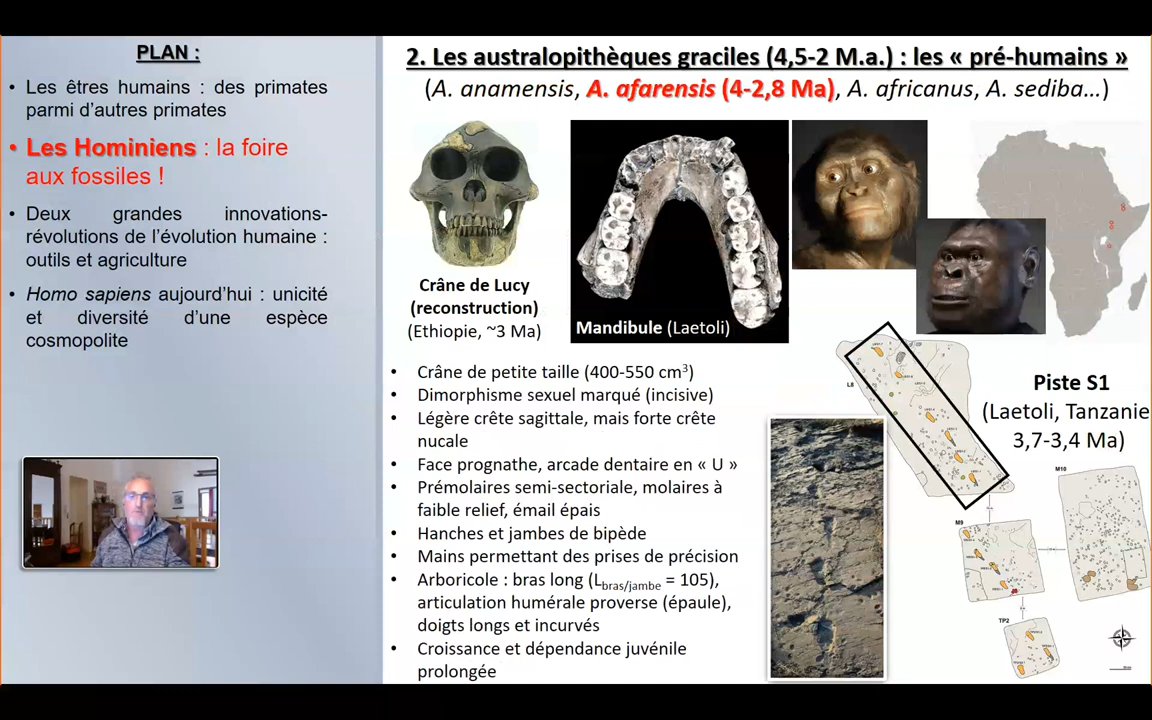 PLAN :
• Les êtres humains : des primates
parmi d’autres primates
• Les Hominiens : la foire
aux fossiles !
• Deux grandes innovations-
révolutions de l’évolution humaine :
outils et agriculture
• Homo sapiens aujourd’hui : unicité
et diversité d’une espèce
cosmopolite
2. Les australopithèques graciles (4,5-2 M.a.) : les « pré-humains »
(A. anamensis, A. afarensis (4-2,8 Ma), A. africanus, A. sediba…)
Crâne de Lucy
(reconstruction)
(Ethiopie, ~3 Ma)
Mandibule (Laetoli)
• Crâne de petite taille (400-550 cm³)
• Dimorphisme sexuel marqué (incisive)
• Légère crête sagittale, mais forte crête
nucale
• Face prognathe, arcade dentaire en « U »
• Prémolaires semi-sectoriale, molaires à
faible relief, émail épais
• Hanches et jambes de bipède
• Mains permettant des prises de précision
• Arboricole : bras long (Lbras/jambe = 105),
articulation humérale proverse (épaule),
doigts longs et incurvés
• Croissance et dépendance juvénile
prolongée
Piste S1
(Laetoli, Tanzanie
3,7-3,4 Ma)
L8
M10
M9
TP2